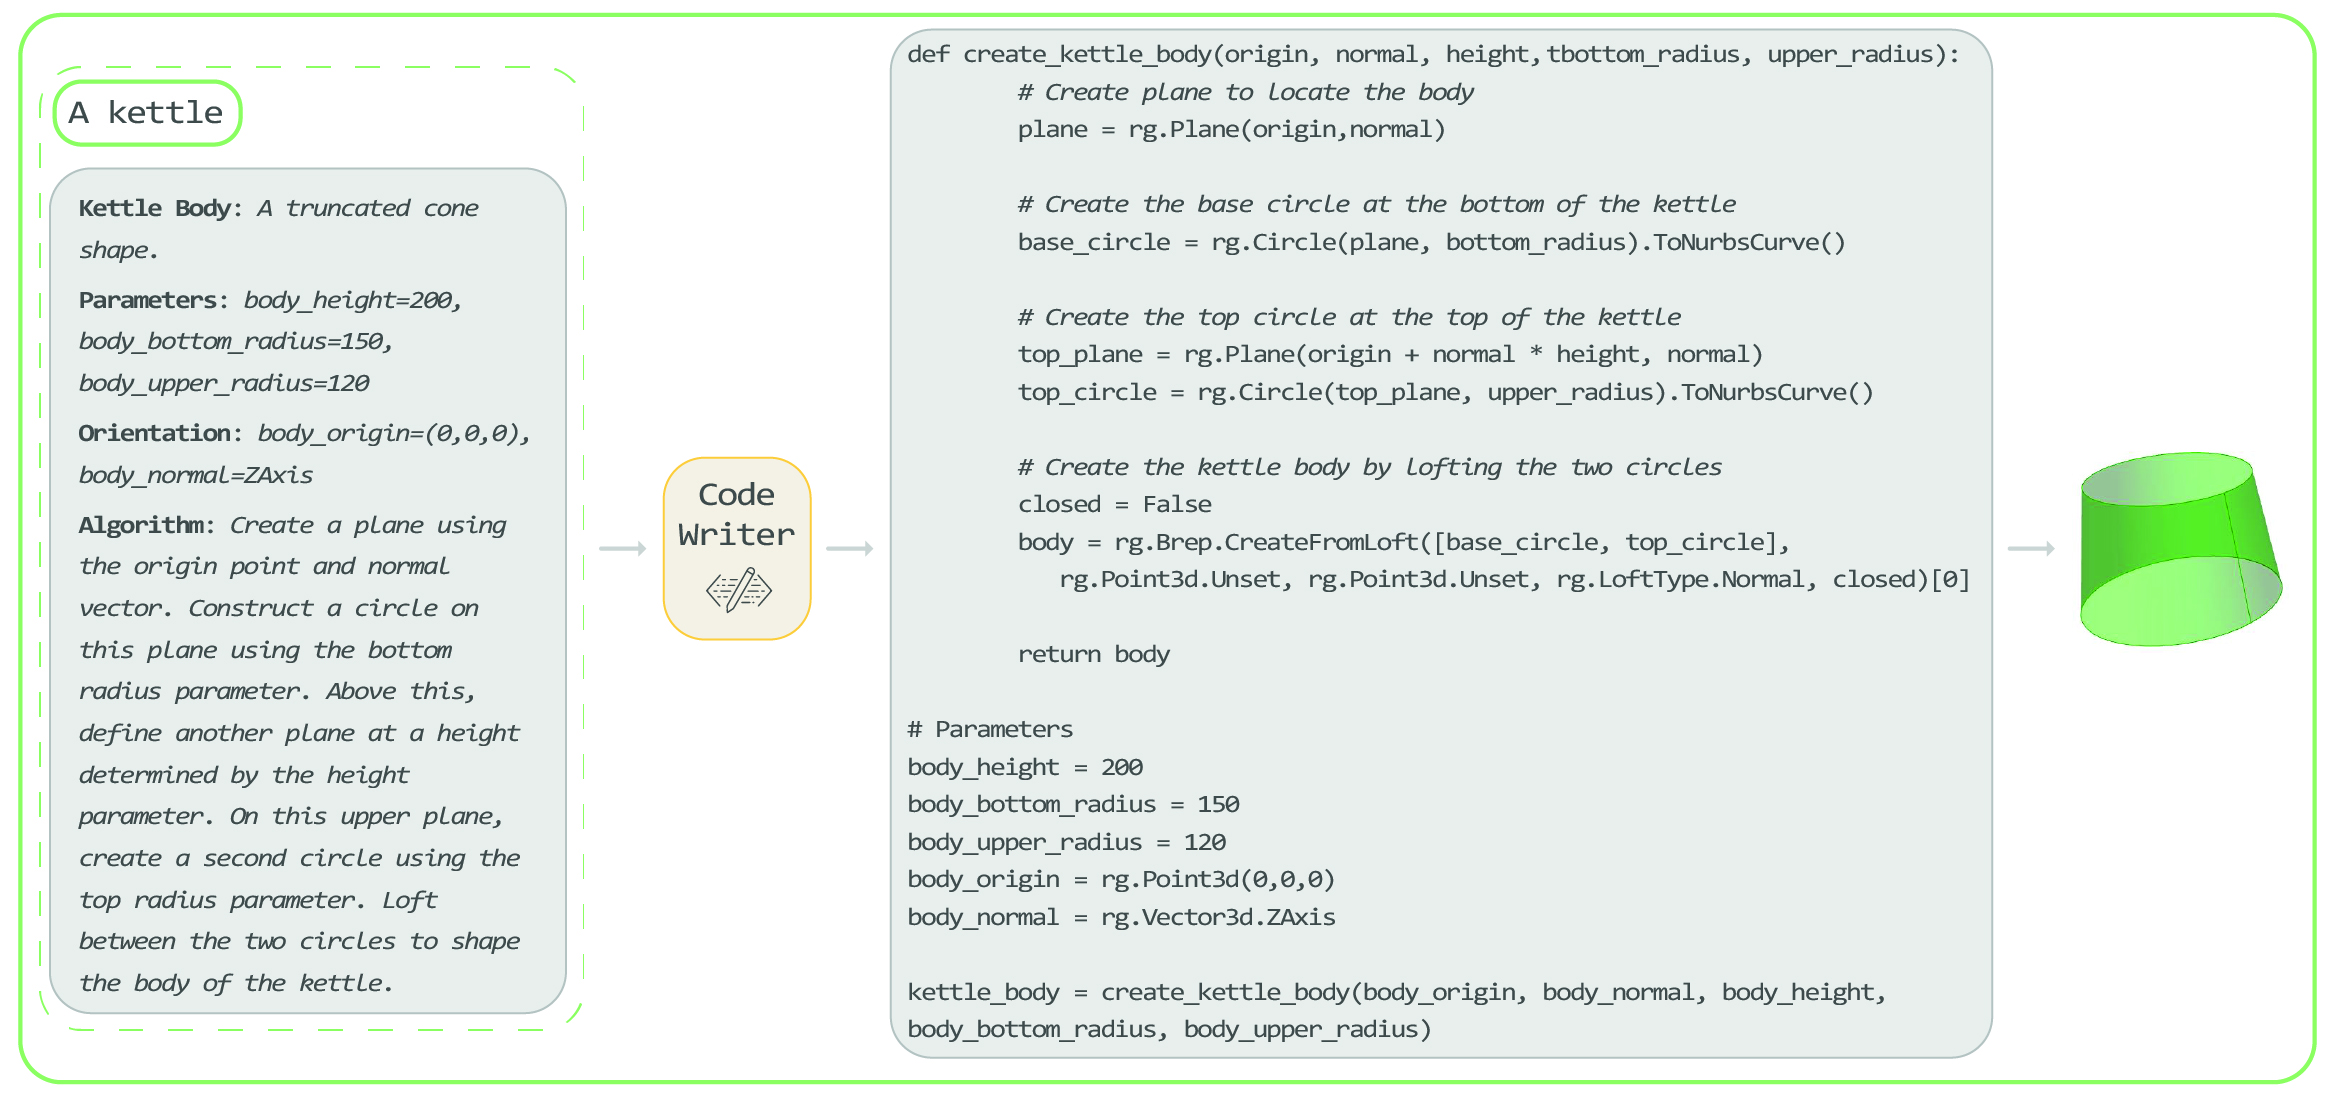 A kettle
Kettle Body: A truncated cone
shape.
Parameters: body_height=200,
body_bottom_radius=150,
body_upper_radius=120
Orientation: body_origin=(0,0,0),
body_normal=ZAxis
Algorithm: Create a plane using
the origin point and normal
vector. Construct a circle on
this plane using the bottom
radius parameter. Above this,
define another plane at a height
determined by the height
parameter. On this upper plane,
create a second circle using the
top radius parameter. Loft
between the two circles to shape
the body of the kettle.
Code
Writer
def create_kettle_body(origin, normal, height,tbottom_radius, upper_radius):
# Create plane to locate the body
plane = rg.Plane(origin,normal)
# Create the base circle at the bottom of the kettle
base_circle = rg.Circle(plane, bottom_radius).ToNurbsCurve()
# Create the top circle at the top of the kettle
top_plane = rg.Plane(origin + normal * height, normal)
top_circle = rg.Circle(top_plane, upper_radius).ToNurbsCurve()
# Create the kettle body by lofting the two circles
closed = False
body = rg.Brep.CreateFromLoft([base_circle, top_circle],
rg.Point3d.Unset, rg.Point3d.Unset, rg.LoftType.Normal, closed)[0]
return body
# Parameters
body_height = 200
body_bottom_radius = 150
body_upper_radius = 120
body_origin = rg.Point3d(0,0,0)
body_normal = rg.Vector3d.ZAxis
kettle_body = create_kettle_body(body_origin, body_normal, body_height,
body_bottom_radius, body_upper_radius)